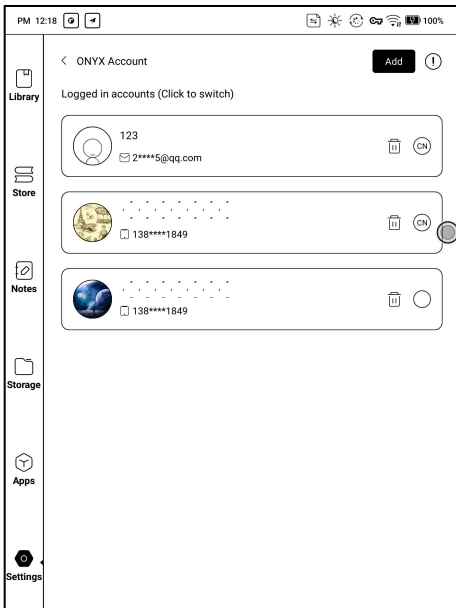 PM 12:18
100%
ONYX Account
Add
Logged in accounts (Click to switch)
123
2****5@qq.com
CN
138****1849
CN
138****1849
Library
Store
Notes
Storage
Apps
Settings